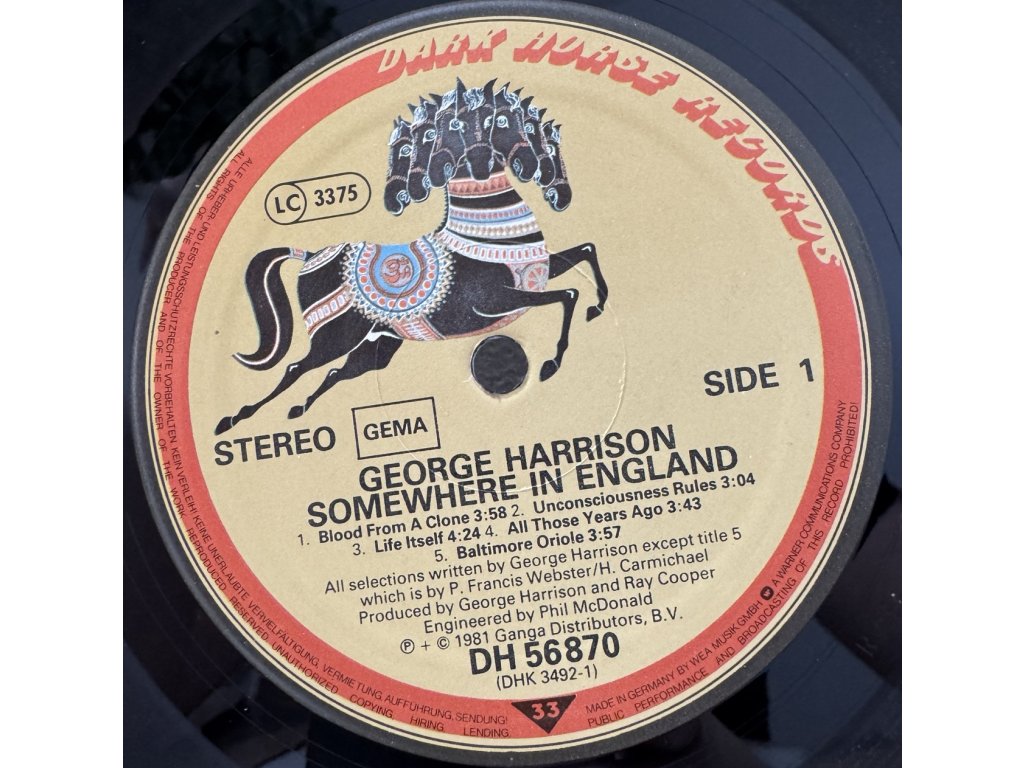 DARK HORSE RECORDS
LC 3375
STEREO
GEMA
SIDE 1
GEORGE HARRISON
SOMEWHERE IN ENGLAND
1. Blood From A Clone 3:58 2. Unconsciousness Rules 3:04
3. Life Itself 4:24 4. All Those Years Ago 3:43
5. Baltimore Oriole 3:57
All selections written by George Harrison except title 5
which is by P. Francis Webster/H. Carmichael
Produced by George Harrison and Ray Cooper
Engineered by Phil McDonald
℗ + © 1981 Ganga Distributors, B.V.
DH 56870
(DHK 3492-1)
33
ALLE URHEBER- UND LEISTUNGSSCHUTZRECHTE VORBEHALTEN. KEIN VERLEIH! KEINE UNERLAUBTE VERVIELFÄLTIGUNG, VERMIETUNG, AUFFÜHRUNG, SENDUNG!
ALL RIGHTS OF THE PRODUCER AND OF THE OWNER OF THE WORK REPRODUCED RESERVED. UNAUTHORIZED COPYING, HIRING, LENDING,
MADE IN GERMANY BY WEA MUSIK GMBH A WARNER COMMUNICATIONS COMPANY
PUBLIC PERFORMANCE AND BROADCASTING OF THIS RECORD PROHIBITED!